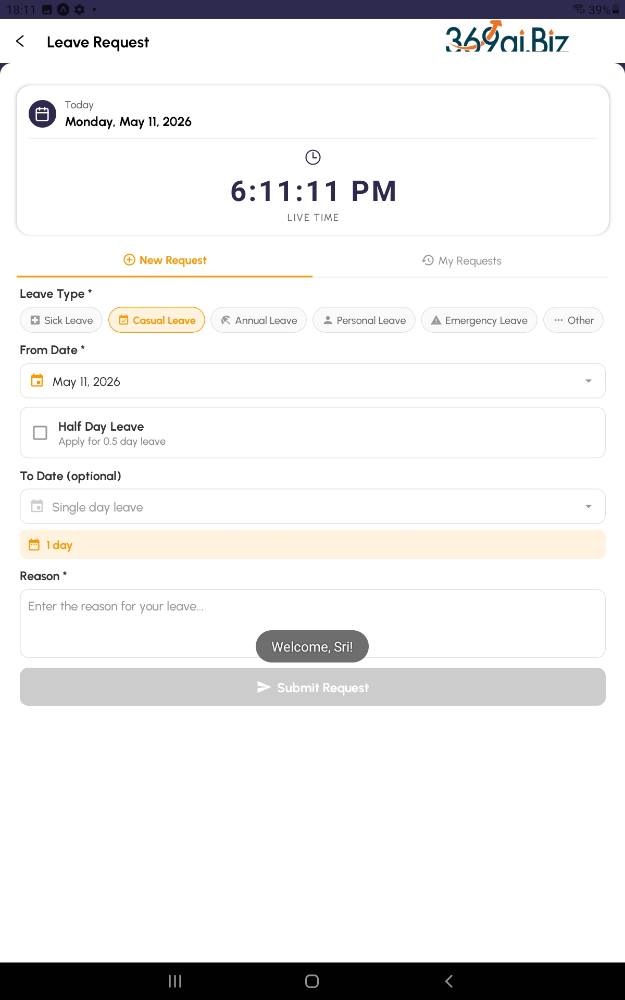 18:11
39%
Leave Request
369ai.Biz
Today
Monday, May 11, 2026
6:11:11 PM
LIVE TIME
New Request
My Requests
Leave Type *
Sick Leave
Casual Leave
Annual Leave
Personal Leave
Emergency Leave
Other
From Date *
May 11, 2026
Half Day Leave
Apply for 0.5 day leave
To Date (optional)
Single day leave
1 day
Reason *
Enter the reason for your leave...
Welcome, Sri!
Submit Request